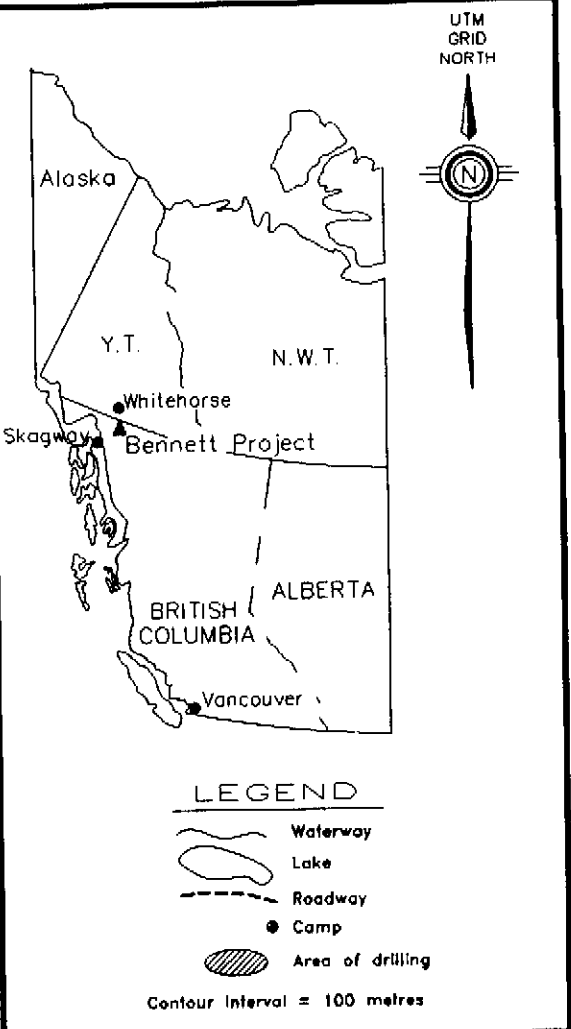 UTM
GRID
NORTH
N
Alaska
Y.T.
N.W.T.
Whitehorse
Skagway
Bennett Project
BRITISH
COLUMBIA
ALBERTA
Vancouver
LEGEND
Waterway
Lake
Roadway
Camp
Area of drilling
Contour Interval = 100 metres